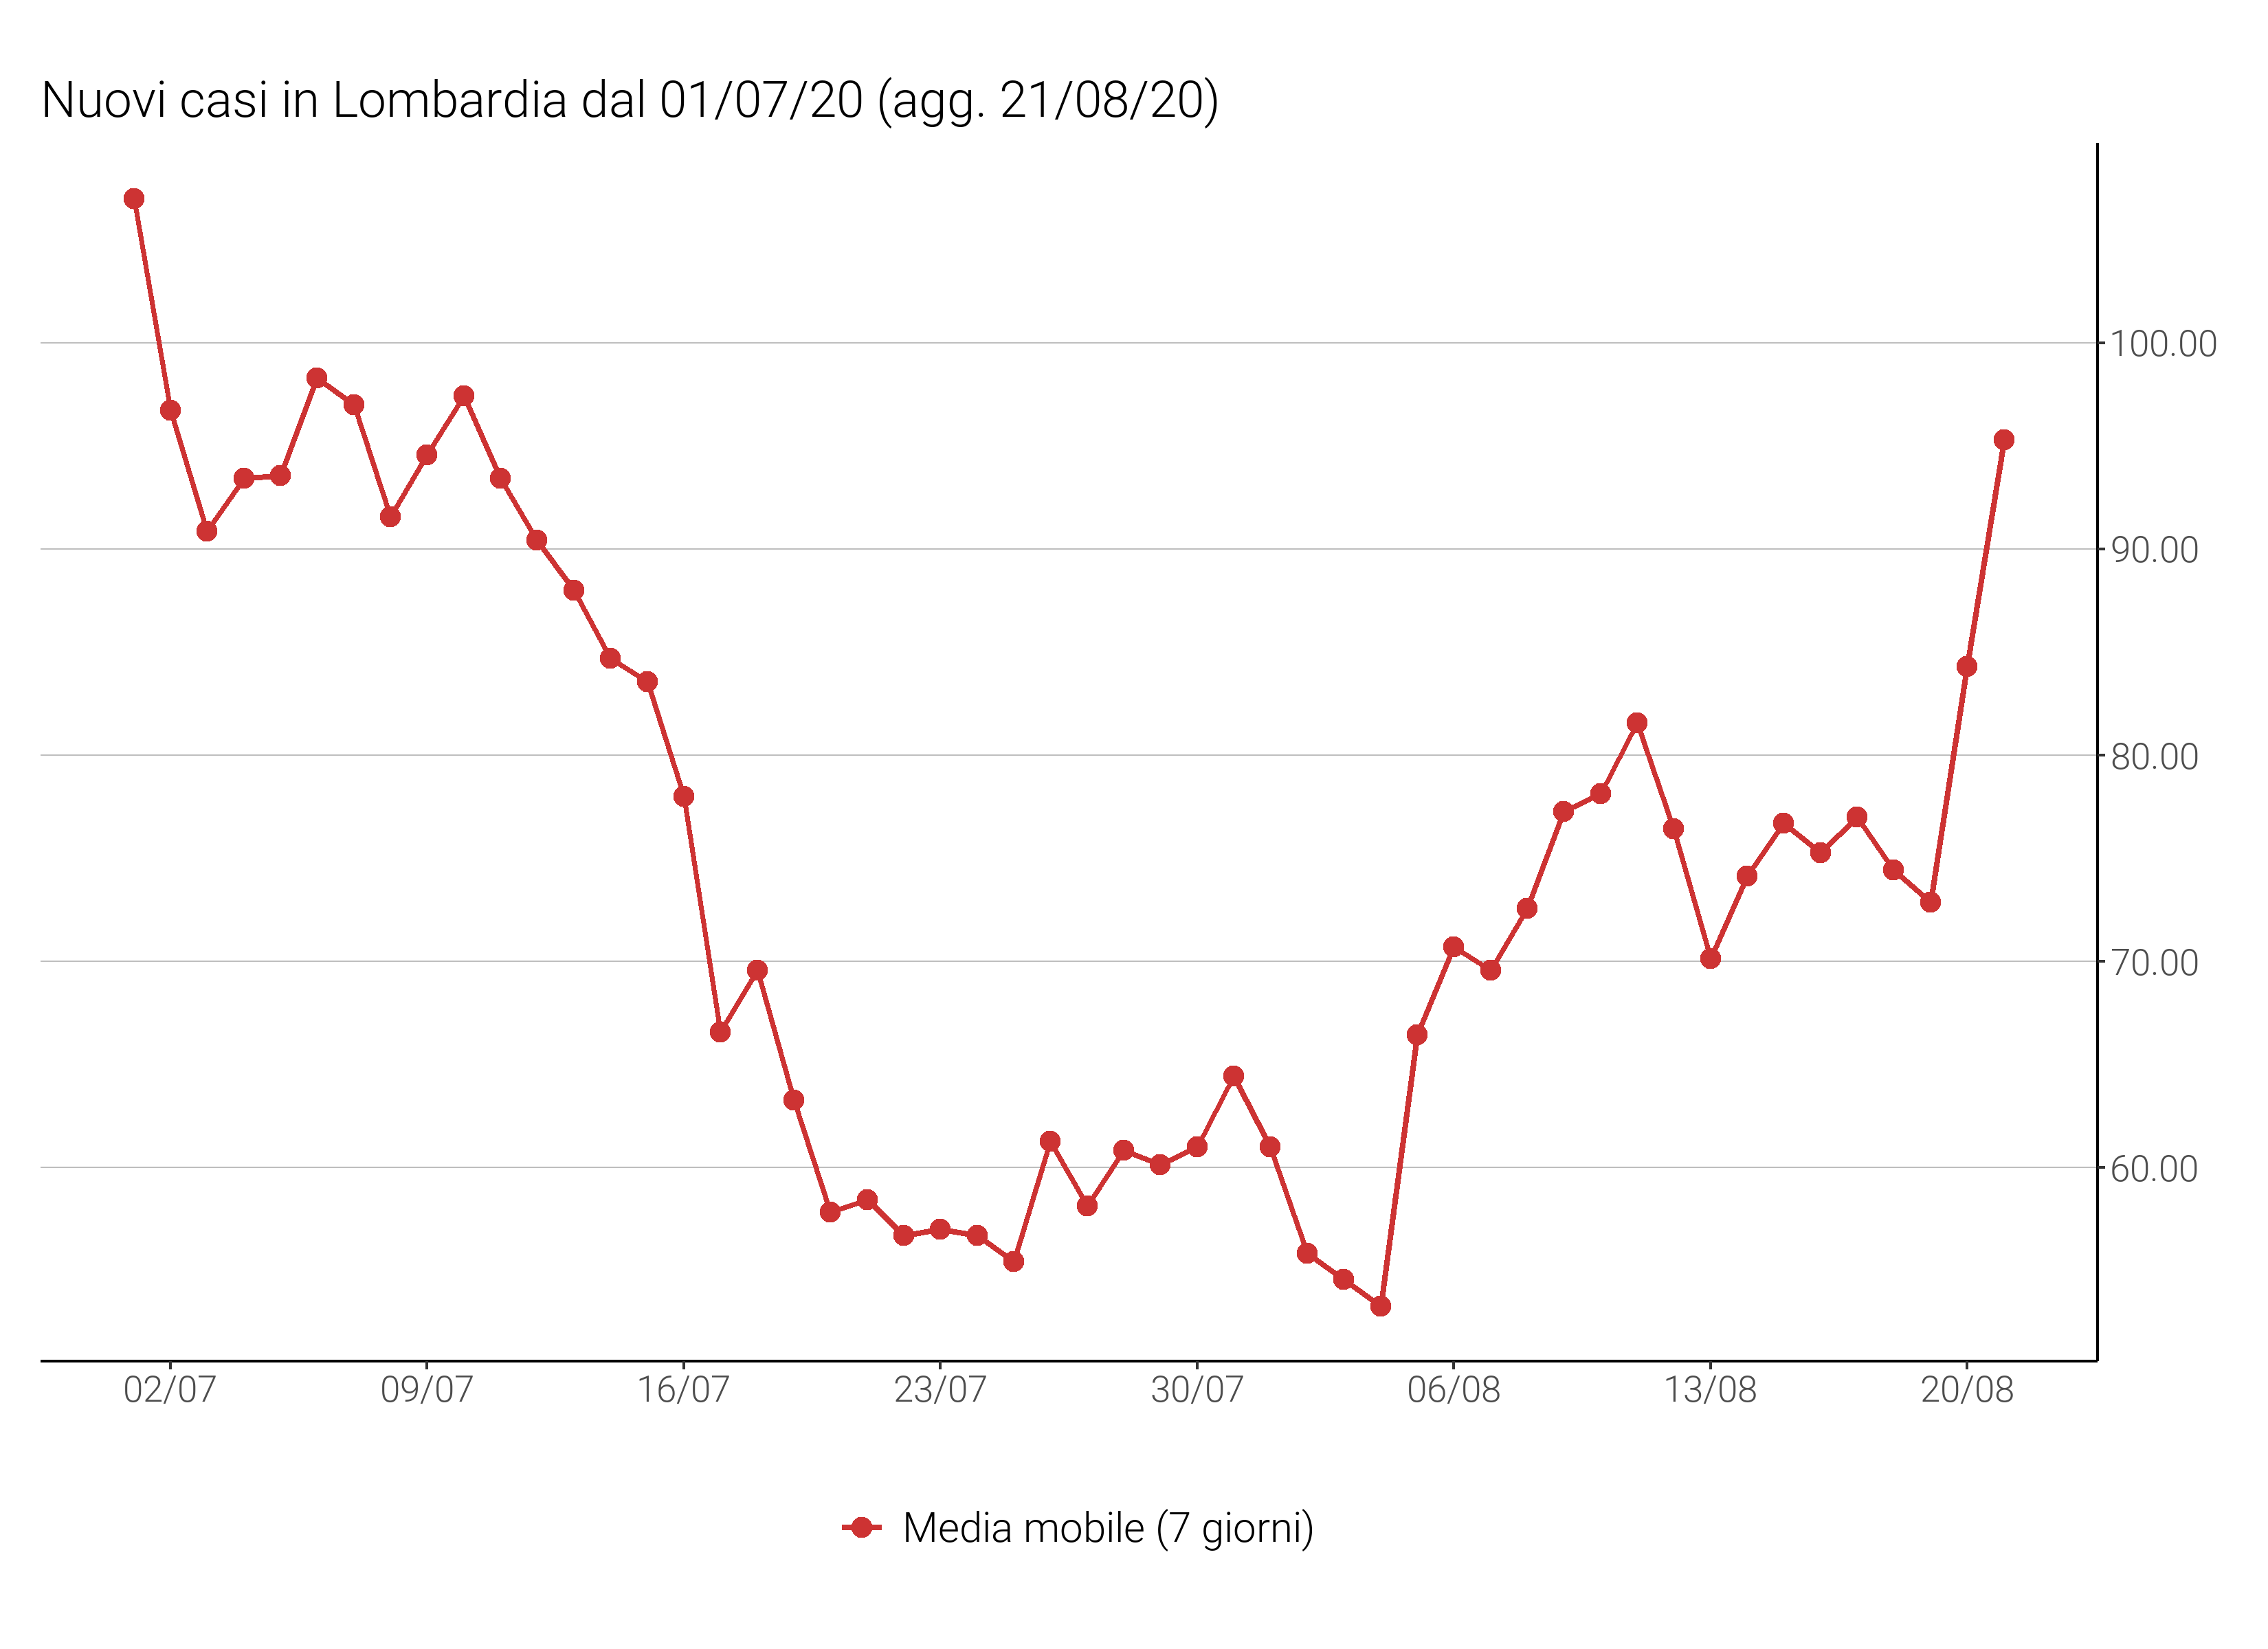 Nuovi casi in Lombardia dal 01/07/20 (agg. 21/08/20)
100.00
90.00
80.00
70.00
60.00
02/07 09/07 16/07 23/07 30/07 06/08 13/08 20/08
Media mobile (7 giorni)